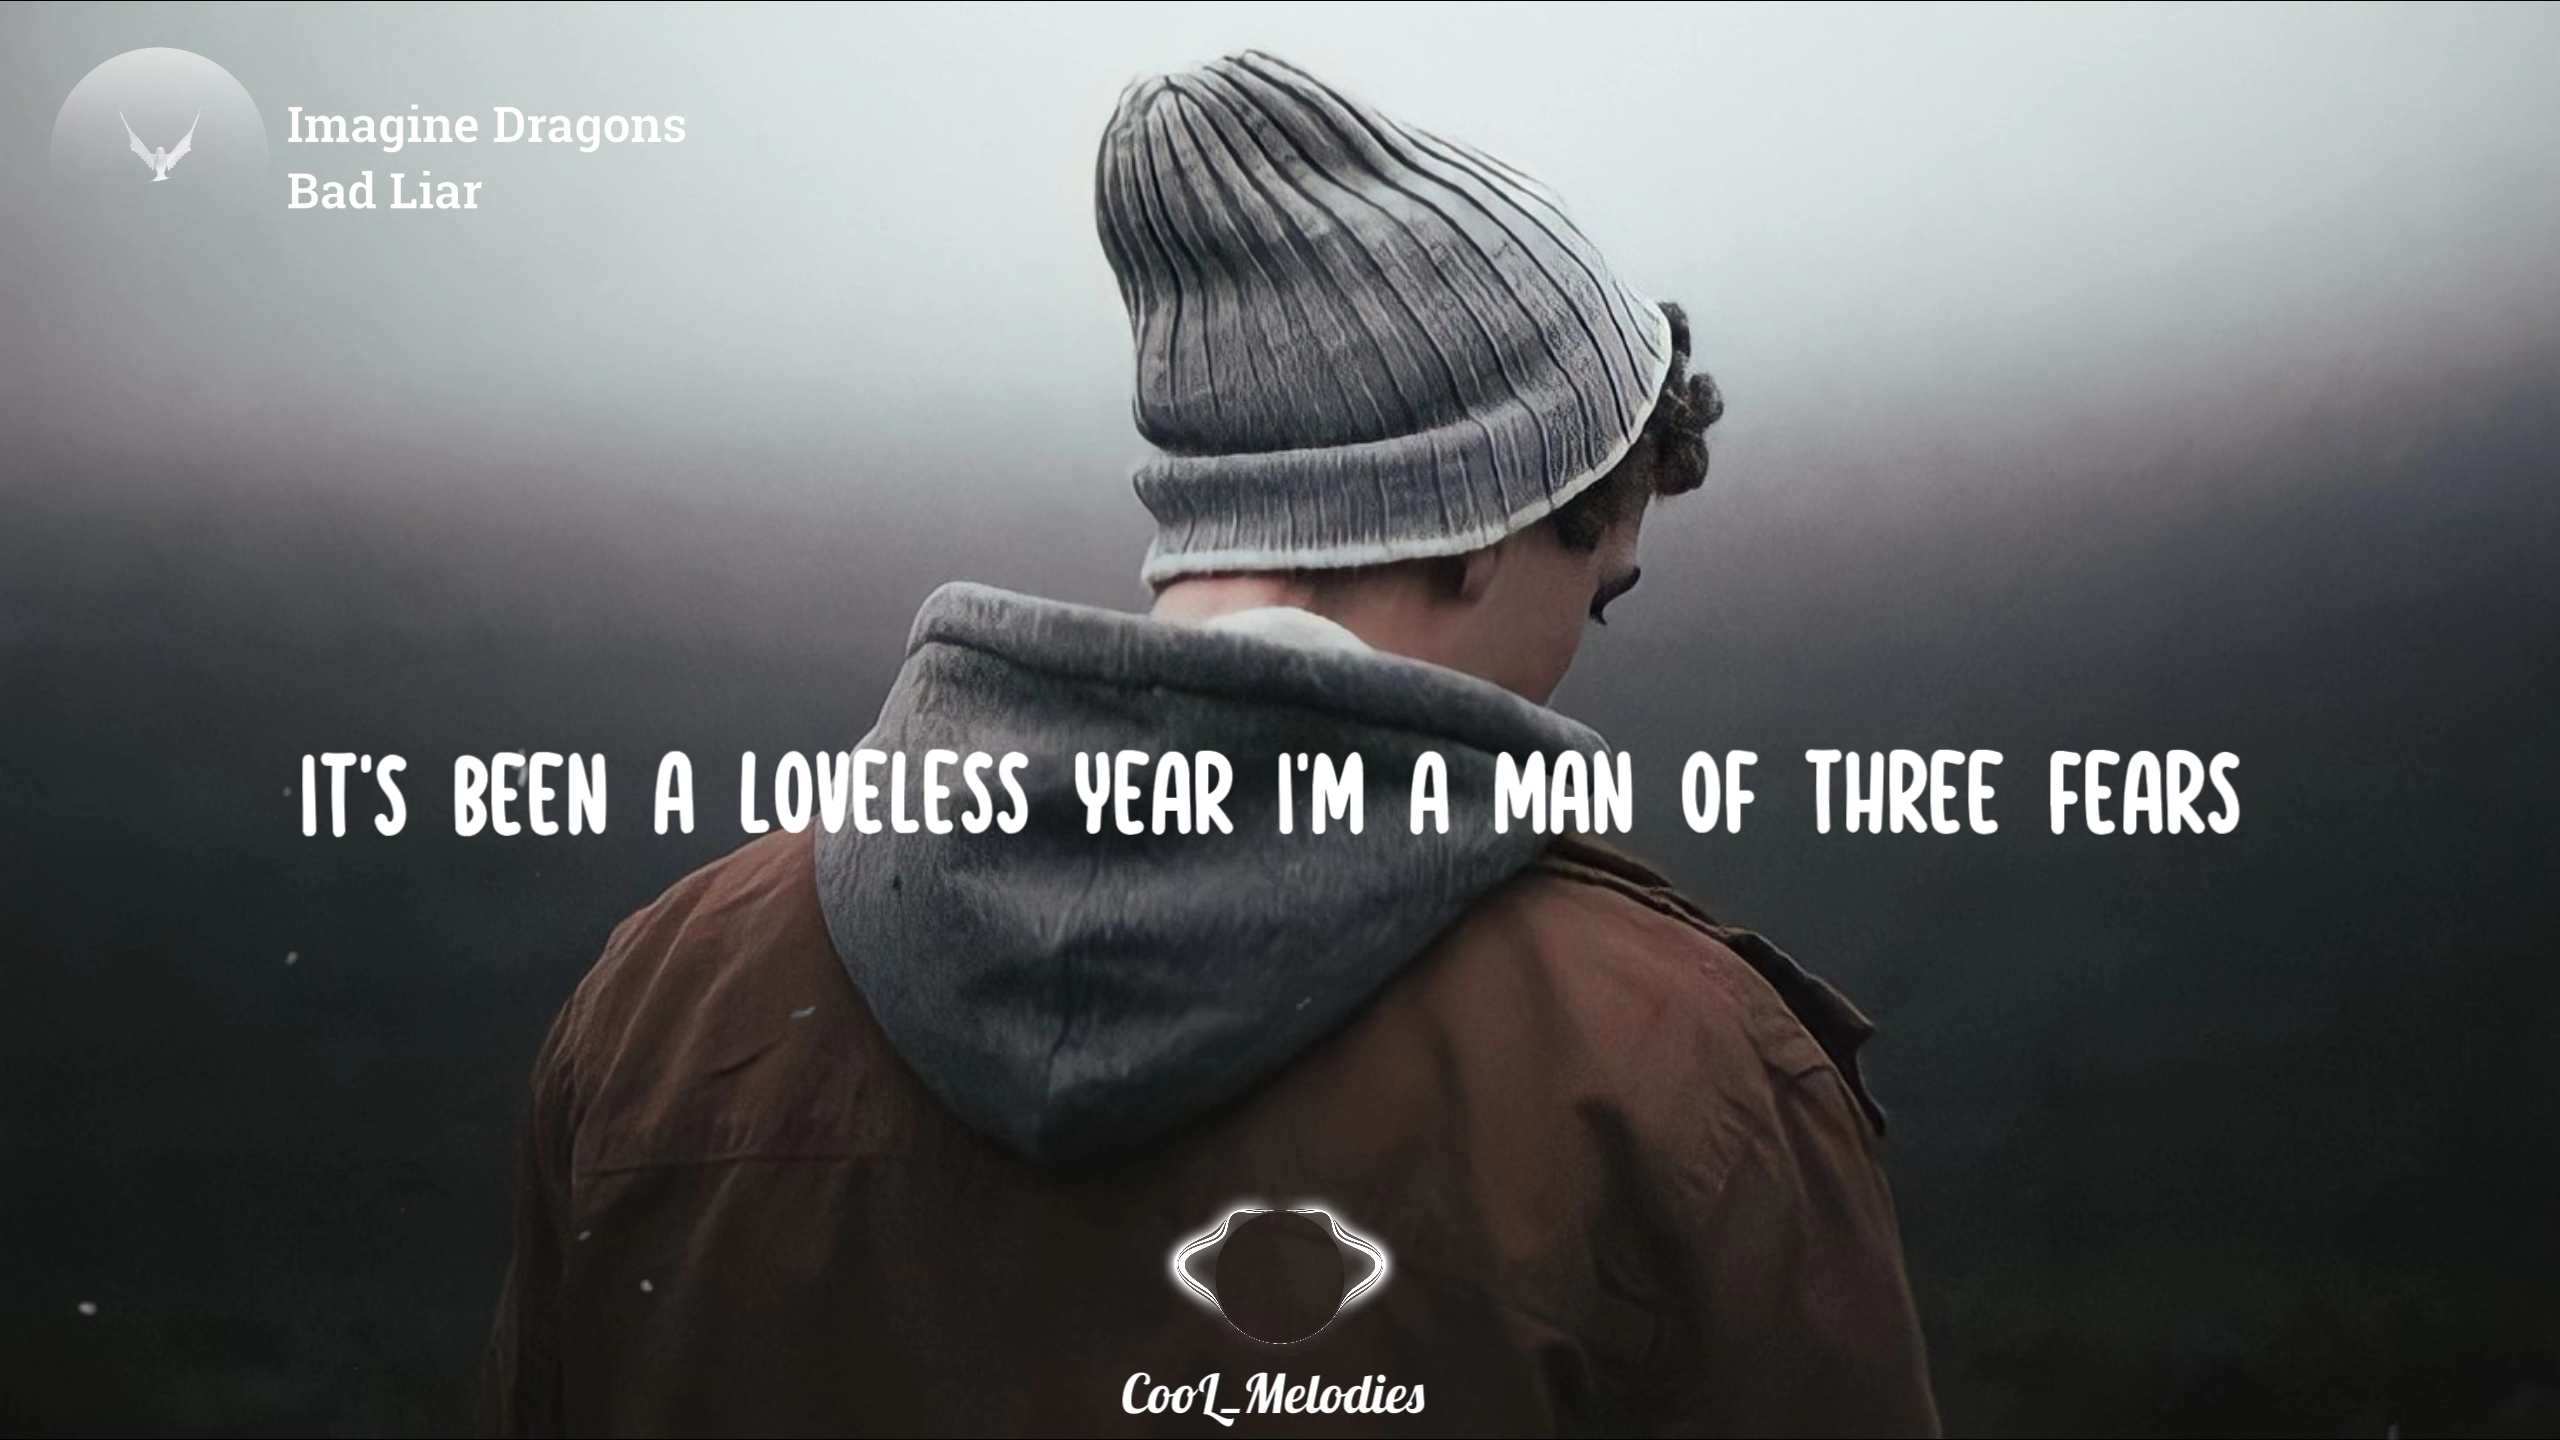 Imagine Dragons
Bad Liar
IT'S BEEN A LOVELESS YEAR I'M A MAN OF THREE FEARS
CooL_Melodies